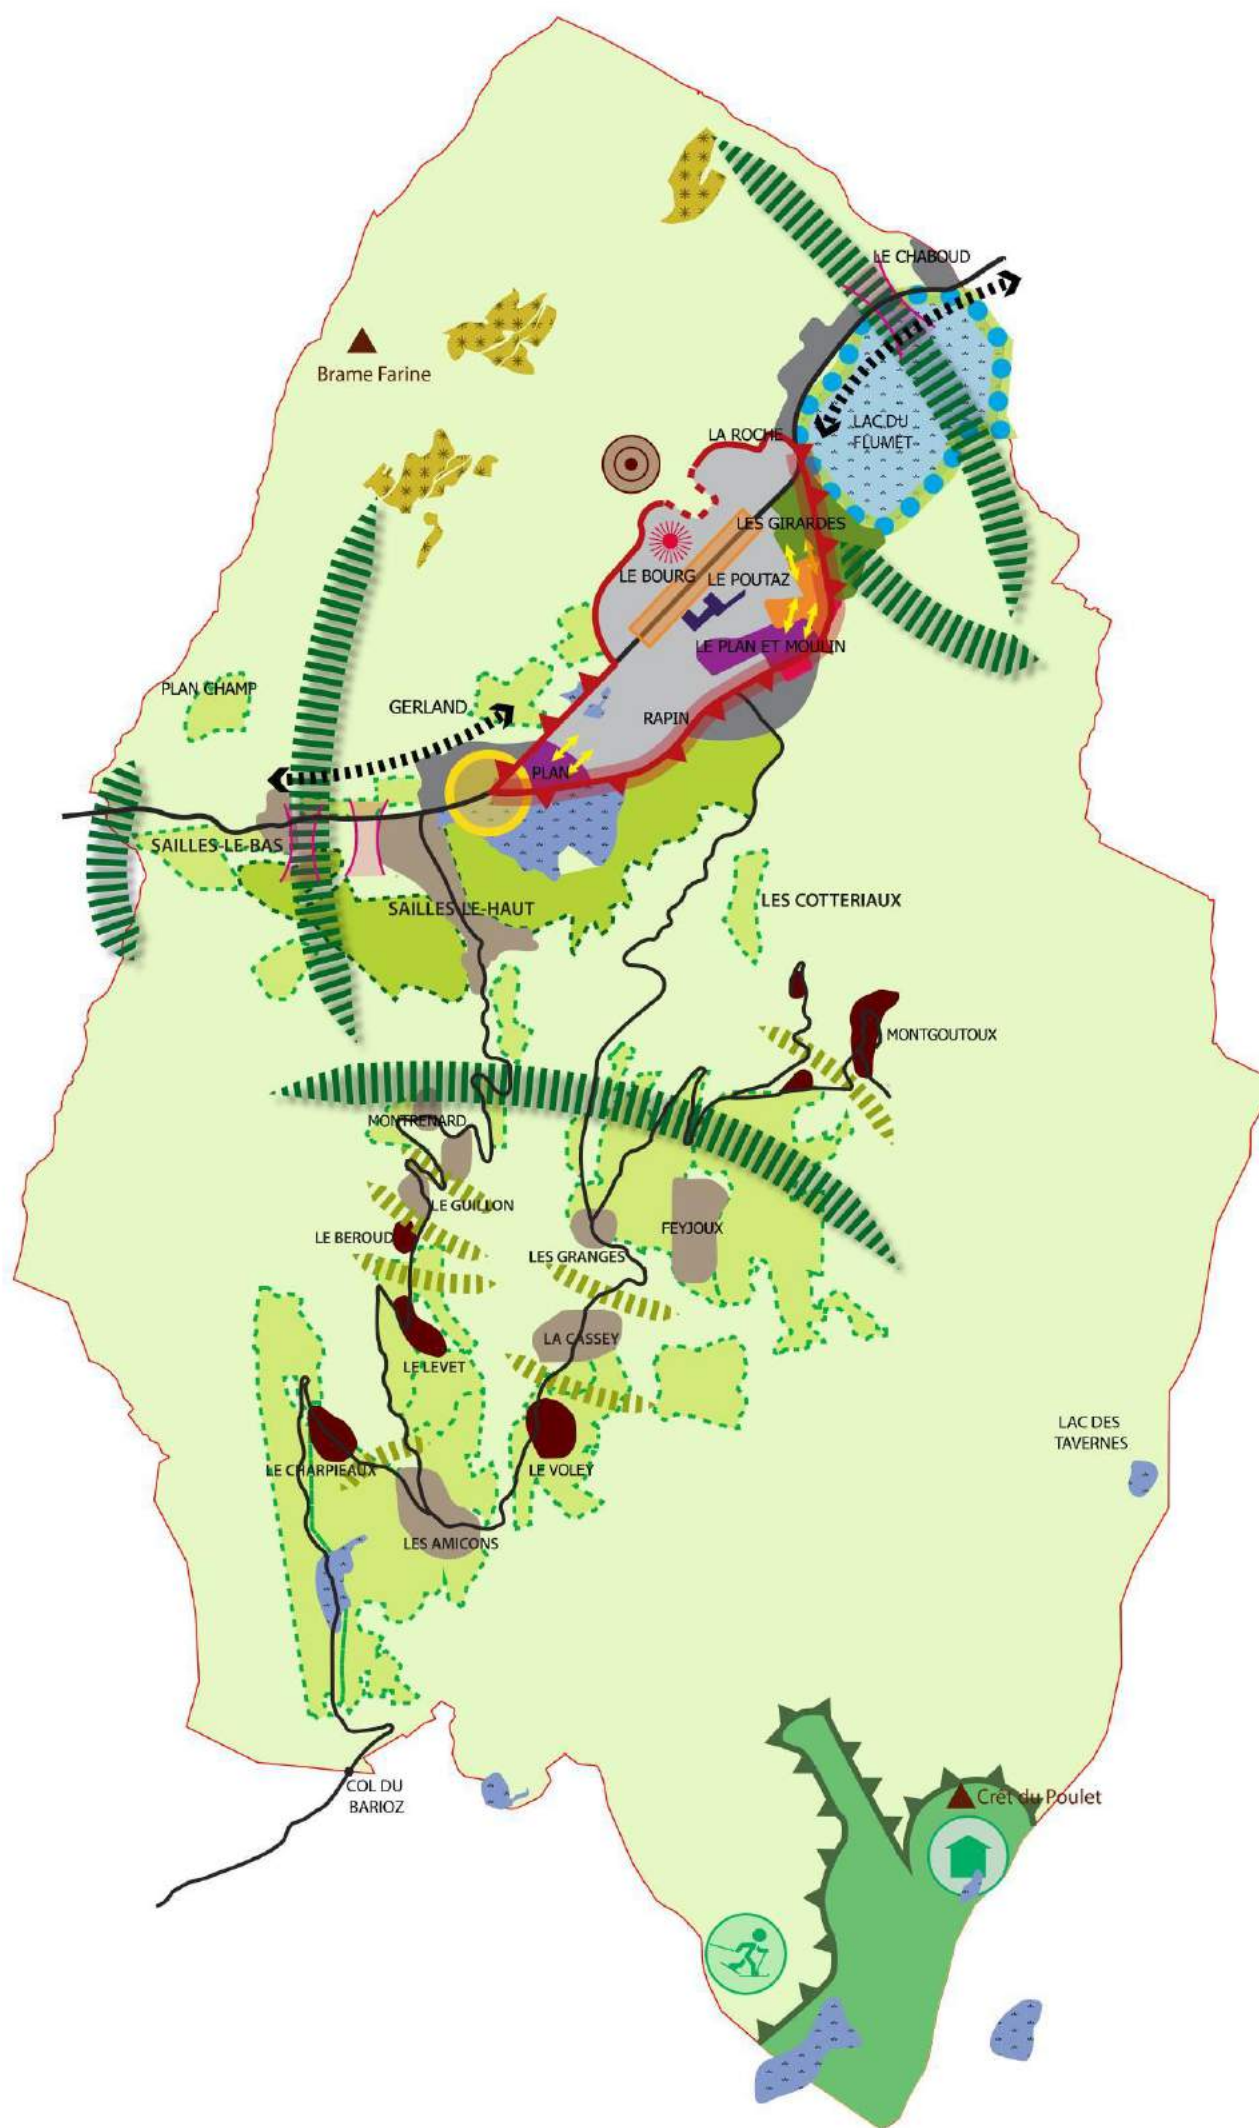 LE CHABOUD
Brame Farine
LAC DU
FLUMET
LA ROCHE
LES GIRARDES
LE BOURG
LE POUTAZ
LE PLAN ET MOULIN
PLAN CHAMP
GERLAND
RAPIN
PLAN
SAILLES-LE-BAS
SAILLES-LE-HAUT
LES COTTERIAUX
MONTGOUTOUX
MONTRENARD
LE GUILLON
LE BEROUD
FEYJOUX
LES GRANGES
LA CASSEY
LE LEVET
LAC DES
TAVERNES
LE CHARPIEAUX
LE VOLEY
LES AMICONS
COL DU
BARIOZ
Crêt du Poulet